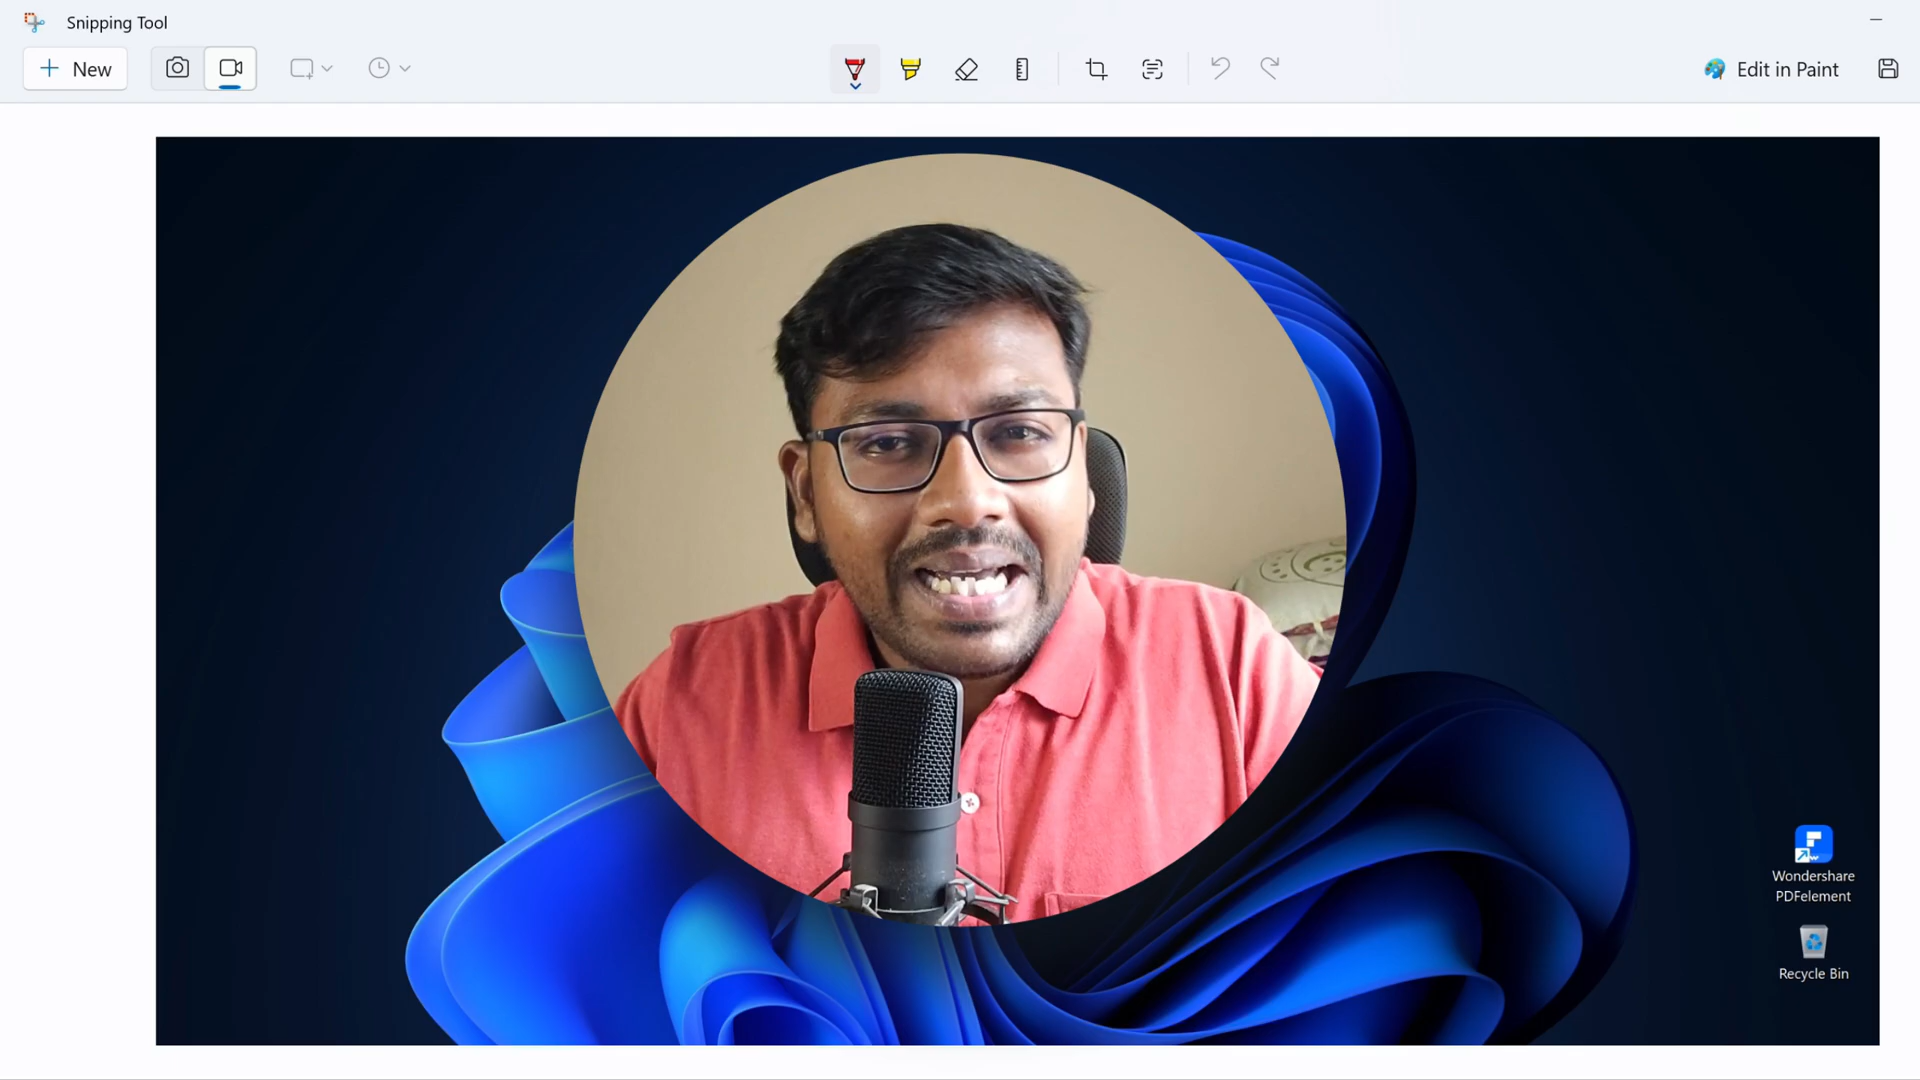 Snipping Tool
New
Edit in Paint
Wondershare
PDFelement
Recycle Bin